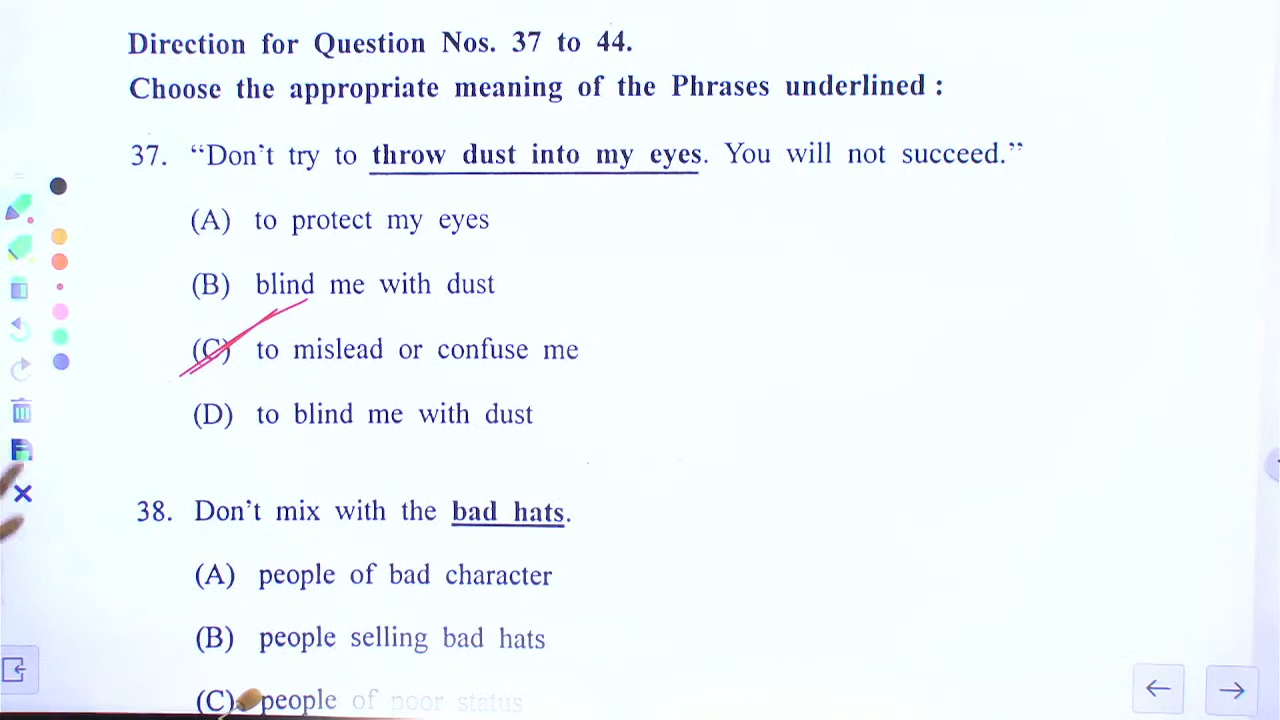 Direction for Question Nos. 37 to 44.
Choose the appropriate meaning of the Phrases underlined :
37. “Don’t try to throw dust into my eyes. You will not succeed.”
(A) to protect my eyes
(B) blind me with dust
(C) to mislead or confuse me
(D) to blind me with dust
38. Don’t mix with the bad hats.
(A) people of bad character
(B) people selling bad hats
(C) people of poor status